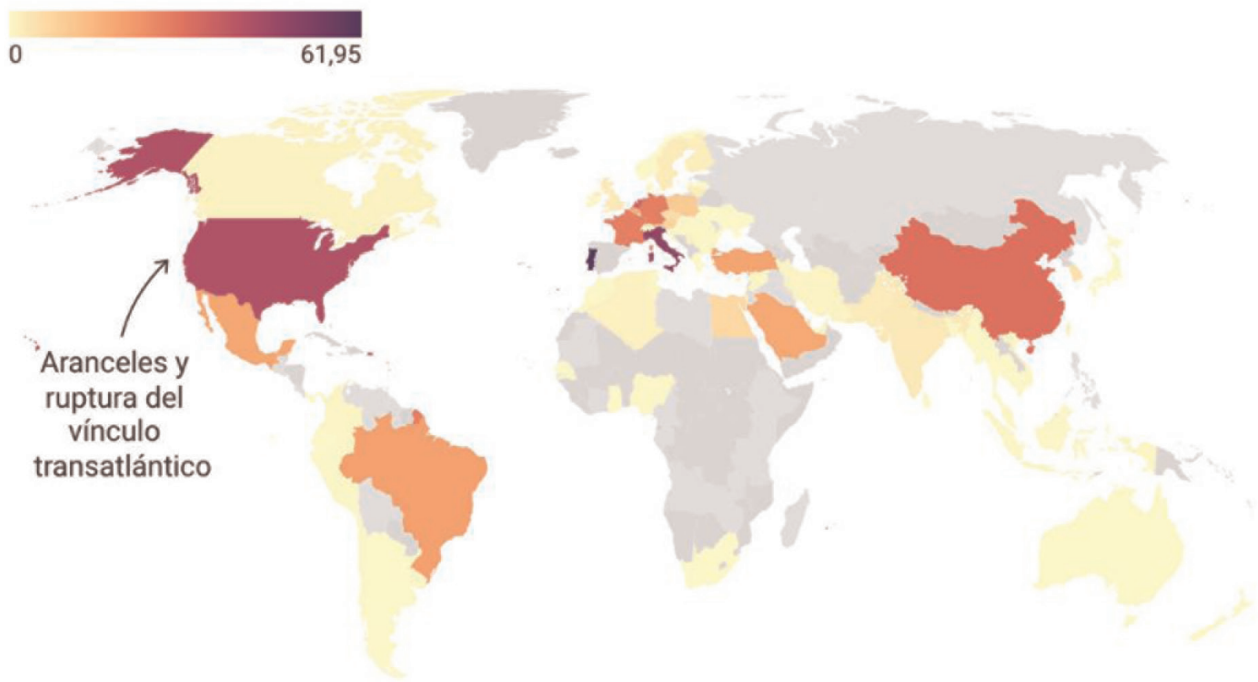 0 61,95
Aranceles y
ruptura del
vínculo
transatlántico